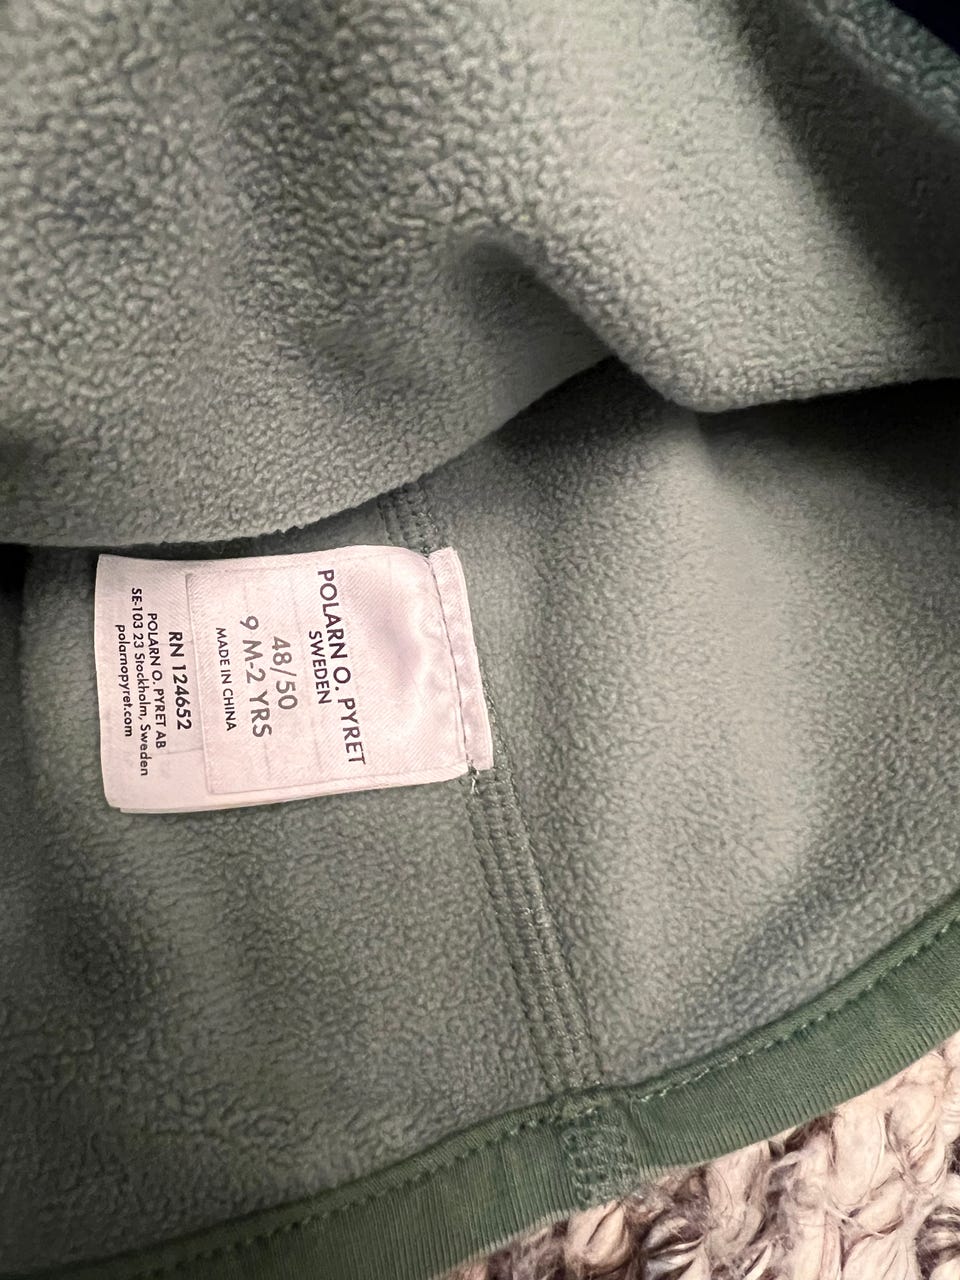 POLARN O. PYRET
SWEDEN
48/50
9 M-2 YRS
MADE IN CHINA
RN 124652
POLARN O. PYRET AB
SE-103 23 Stockholm, Sweden
polarnopyret.com